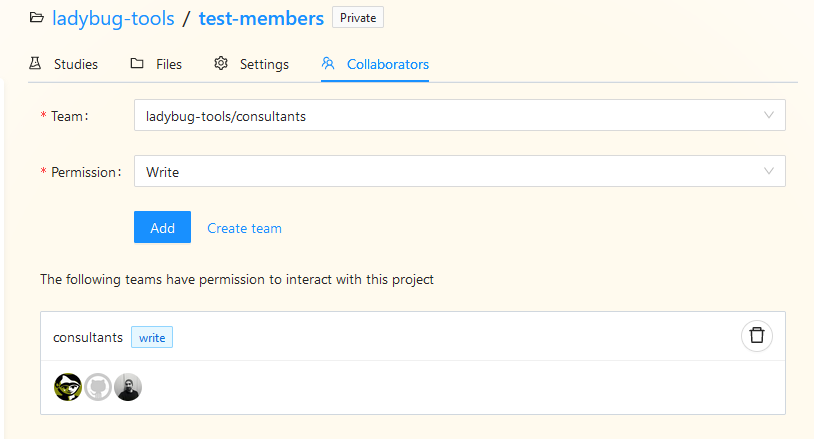 ladybug-tools / test-members Private
Studies Files Settings Collaborators
* Team: ladybug-tools/consultants
* Permission: Write
Add Create team
The following teams have permission to interact with this project
consultants write